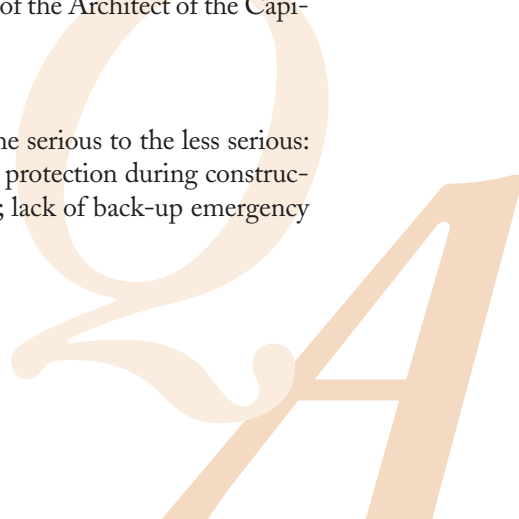 of the Architect of the Capi-
he serious to the less serious:
protection during construc-
; lack of back-up emergency
QA